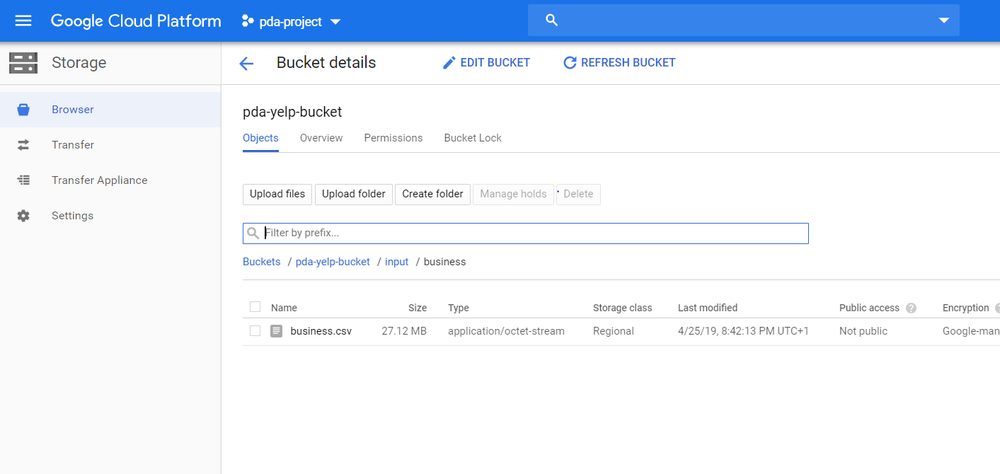 Google Cloud Platform pda-project
Storage
Bucket details EDIT BUCKET REFRESH BUCKET
Browser
Transfer
Transfer Appliance
Settings
pda-yelp-bucket
Objects Overview Permissions Bucket Lock
Upload files Upload folder Create folder Manage holds Delete
Filter by prefix...
Buckets / pda-yelp-bucket / input / business
Name Size Type Storage class Last modified Public access ? Encryption ?
business.csv 27.12 MB application/octet-stream Regional 4/25/19, 8:42:13 PM UTC+1 Not public Google-man